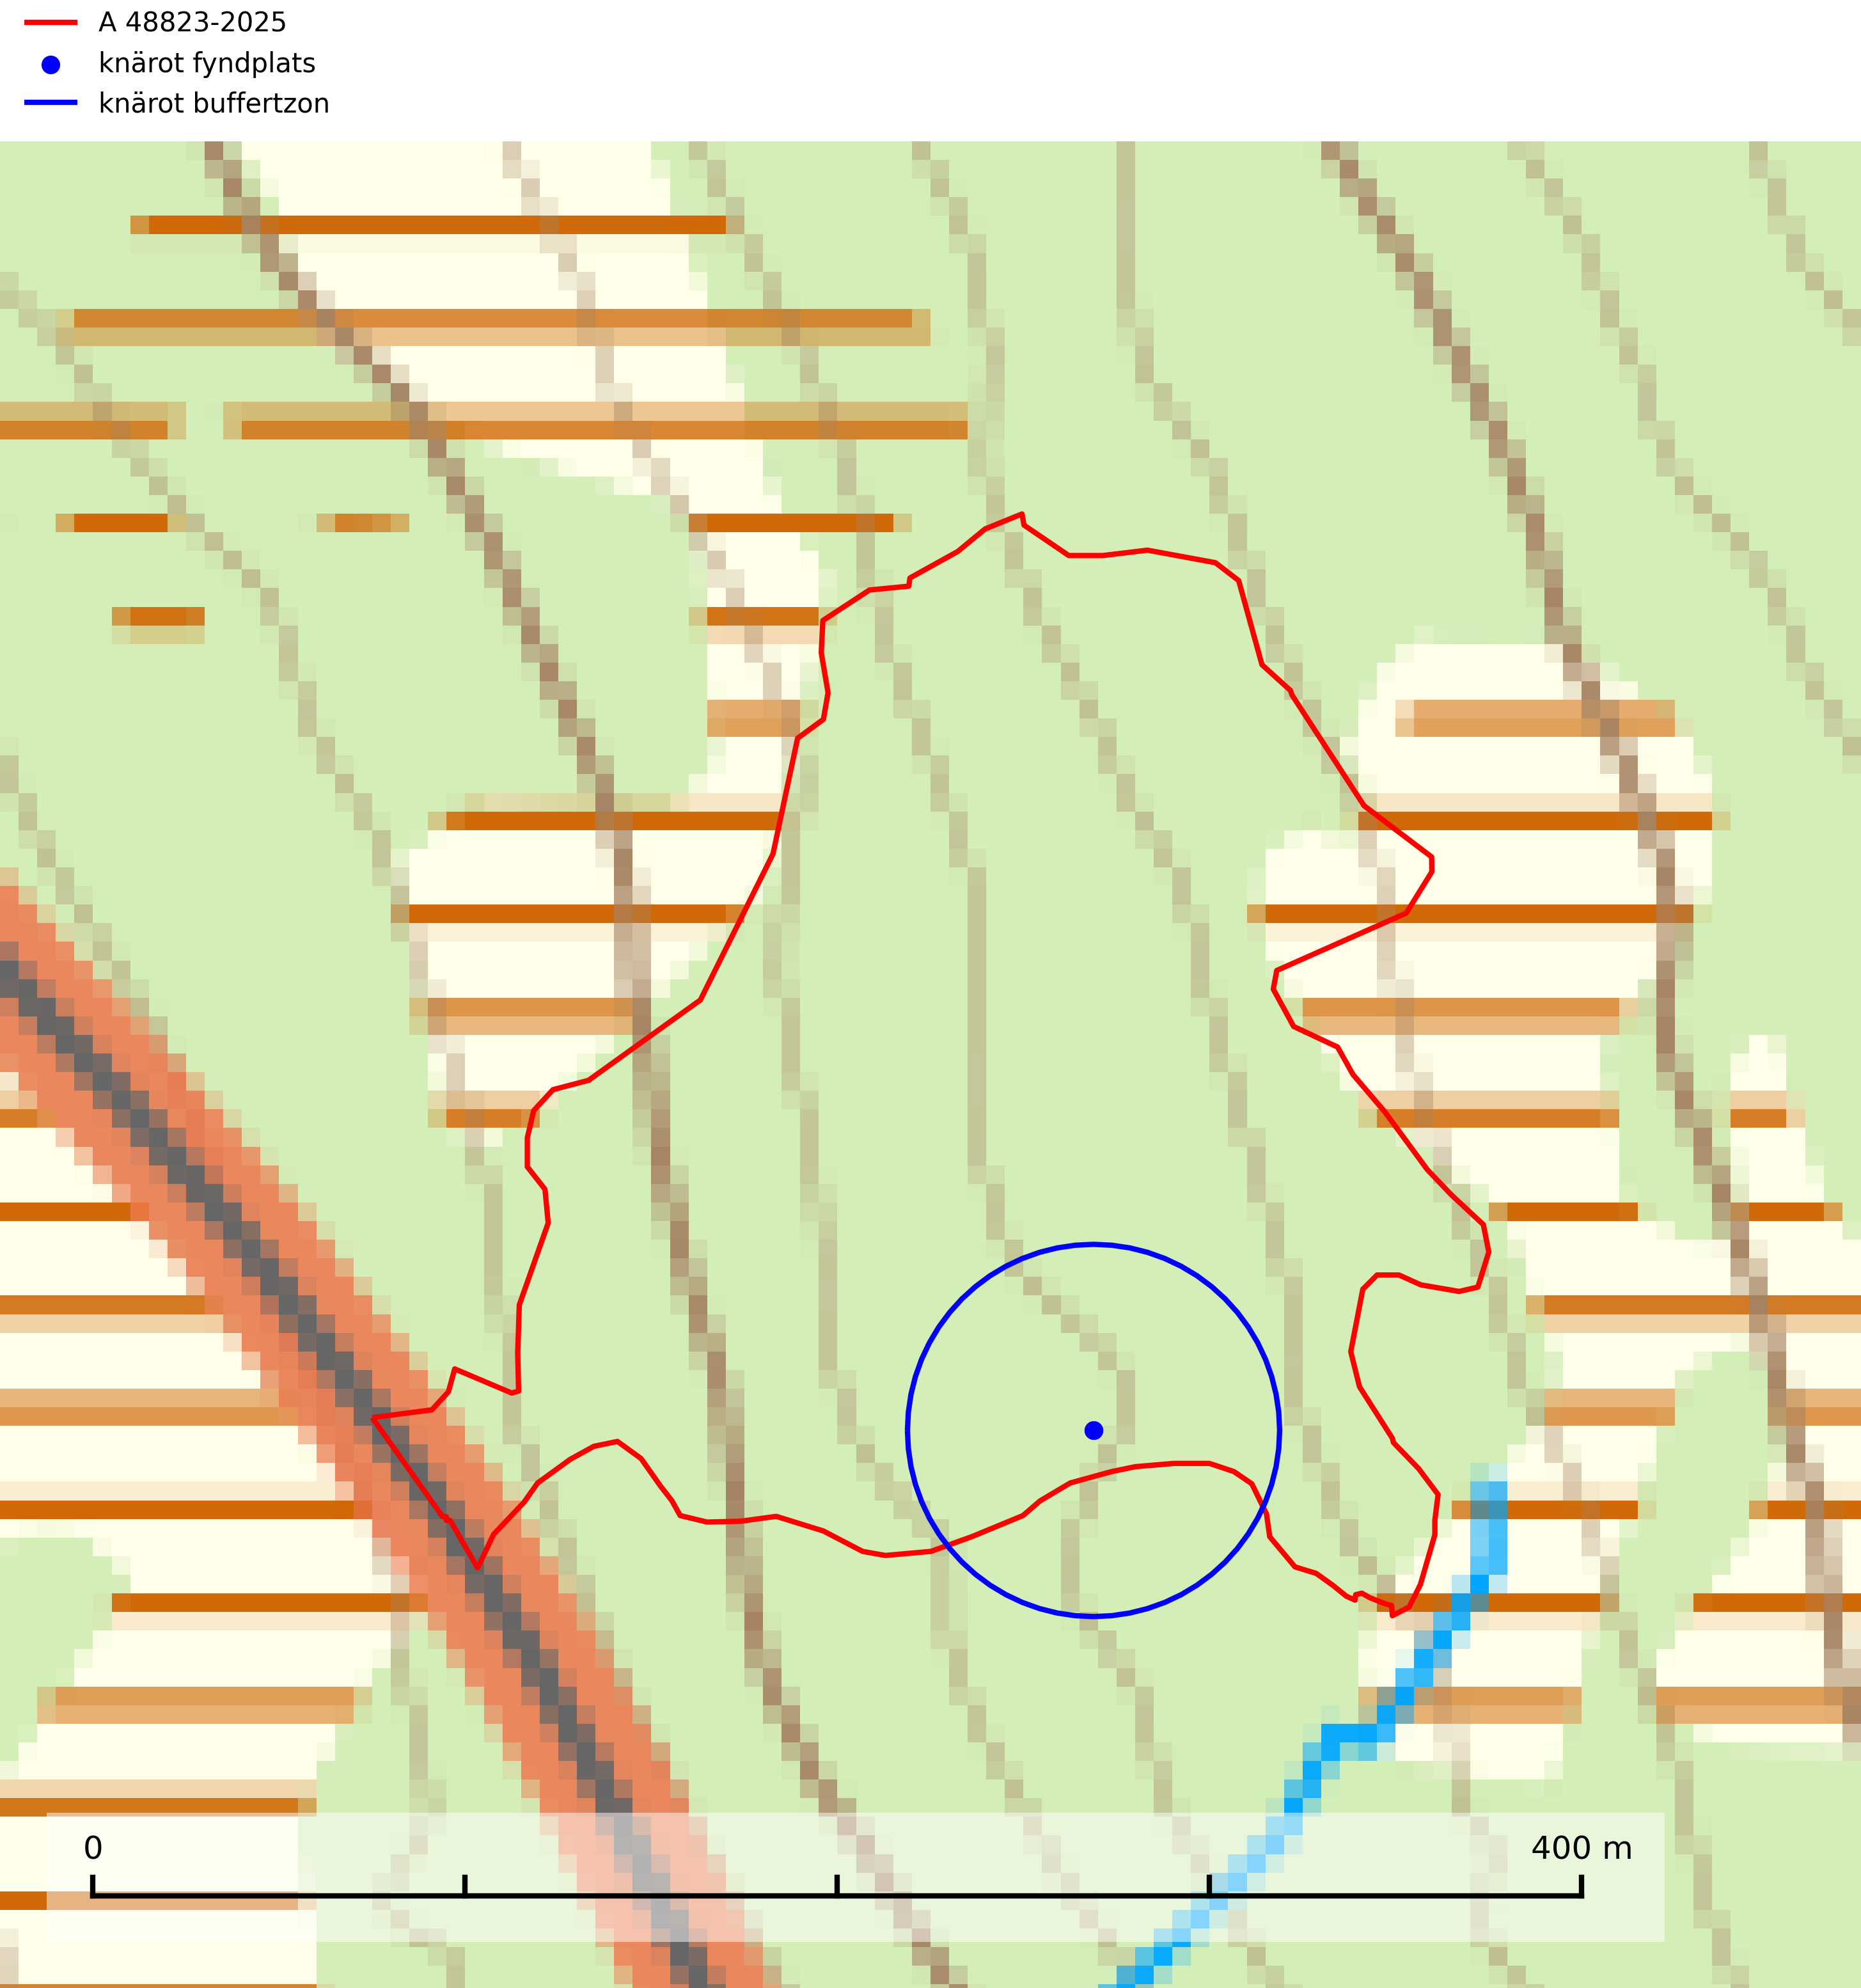 A 48823-2025
knärot fyndplats
knärot buffertzon
0
400 m